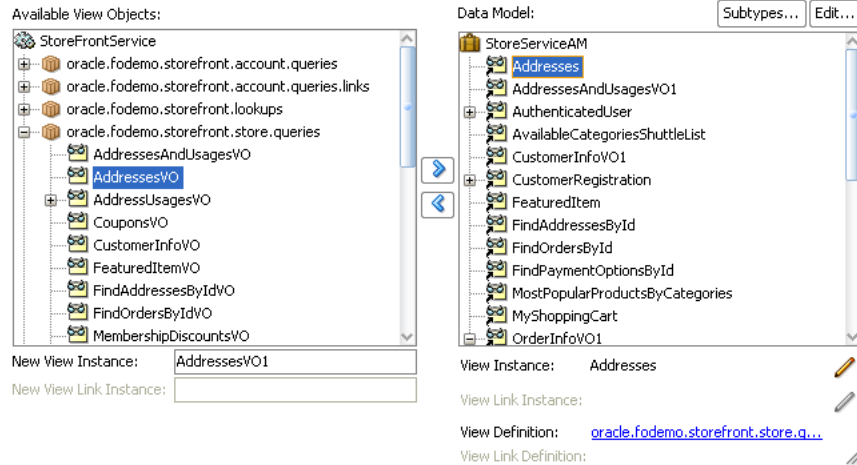 Available View Objects:
StoreFrontService
oracle.fodemo.storefront.account.queries
oracle.fodemo.storefront.account.queries.links
oracle.fodemo.storefront.lookups
oracle.fodemo.storefront.store.queries
AddressesAndUsagesVO
AddressesVO
AddressUsagesVO
CouponsVO
CustomerInfoVO
FeaturedItemVO
FindAddressesByIdVO
FindOrdersByIdVO
MembershipDiscountsVO
New View Instance: AddressesVO1
New View Link Instance:
Data Model: Subtypes... Edit...
StoreServiceAM
Addresses
AddressesAndUsagesVO1
AuthenticatedUser
AvailableCategoriesShuttleList
CustomerInfoVO1
CustomerRegistration
FeaturedItem
FindAddressesById
FindOrdersById
FindPaymentOptionsById
MostPopularProductsByCategories
MyShoppingCart
OrderInfoVO1
View Instance: Addresses
View Link Instance:
View Definition: oracle.fodemo.storefront.store.q...
View Link Definition: